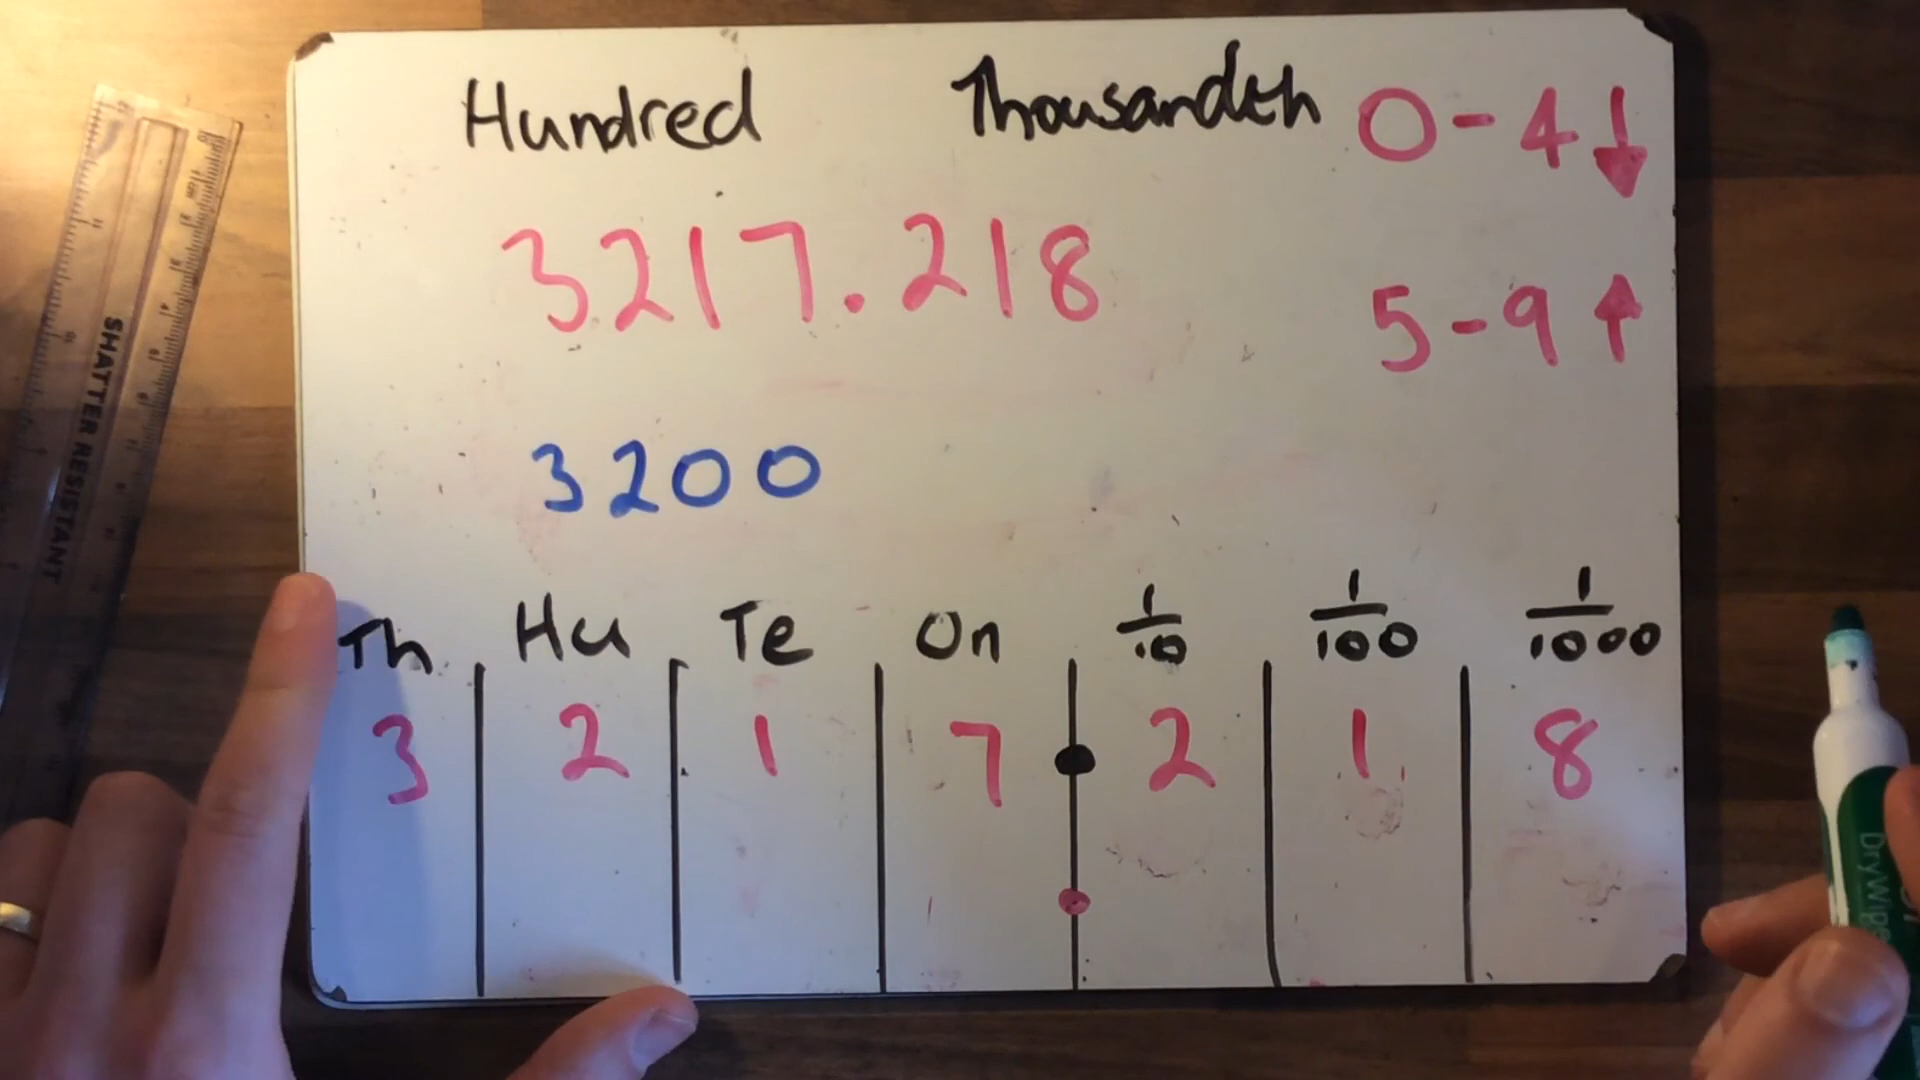 Hundred Thousandth
0-4↓
3217.218
5-9↑
3200
Th Hu Te On 1/10 1/100 1/1000
3 2 1 7 . 2 1 8
SHATTER RESISTANT
DryWipe